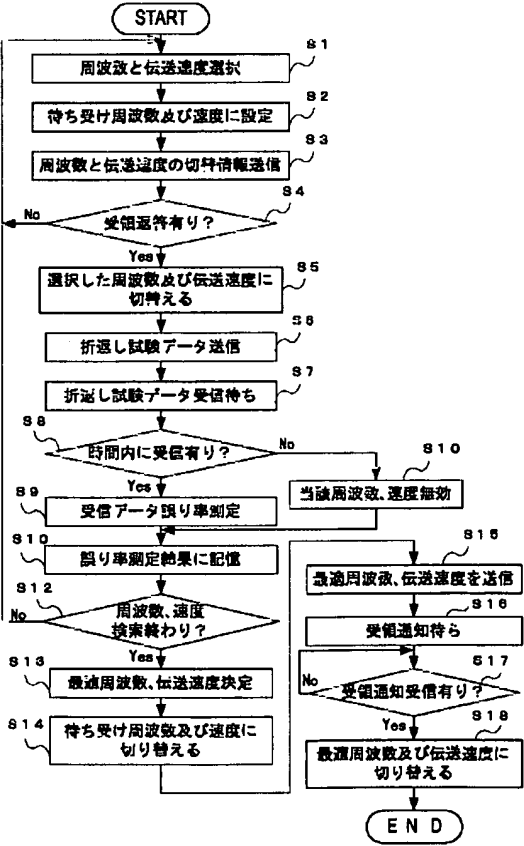 START
S1
周波数と伝送速度選択
S2
待ち受け周波数及び速度に設定
S3
周波数と伝送速度の切替情報送信
S4
受領返答有り?
No
Yes
S5
選択した周波数及び伝送速度に
切替える
S6
折返し試験データ送信
S7
折返し試験データ受信待ち
S8
時間内に受信有り?
No
Yes
S10
当該周波数、速度無効
S9
受信データ誤り率測定
S10
誤り率測定結果に記憶
S12
周波数、速度
検索終わり?
No
Yes
S13
最適周波数、伝送速度決定
S14
待ち受け周波数及び速度に
切り替える
S15
最適周波数、伝送速度を送信
S16
受領通知待ち
S17
受領通知受信有り?
No
Yes
S18
最適周波数及び伝送速度に
切り替える
END